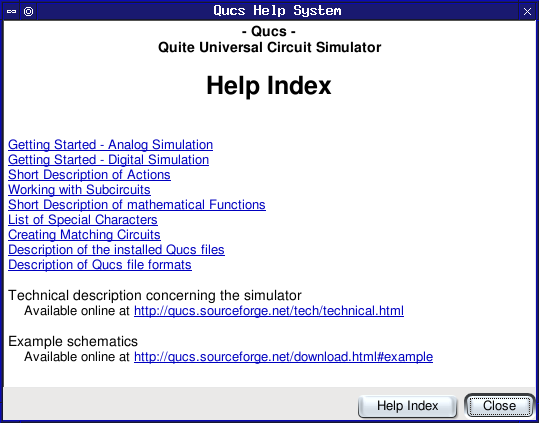 Qucs Help System
- Qucs -
Quite Universal Circuit Simulator
Help Index
Getting Started - Analog Simulation
Getting Started - Digital Simulation
Short Description of Actions
Working with Subcircuits
Short Description of mathematical Functions
List of Special Characters
Creating Matching Circuits
Description of the installed Qucs files
Description of Qucs file formats
Technical description concerning the simulator
Available online at http://qucs.sourceforge.net/tech/technical.html
Example schematics
Available online at http://qucs.sourceforge.net/download.html#example
Help Index Close